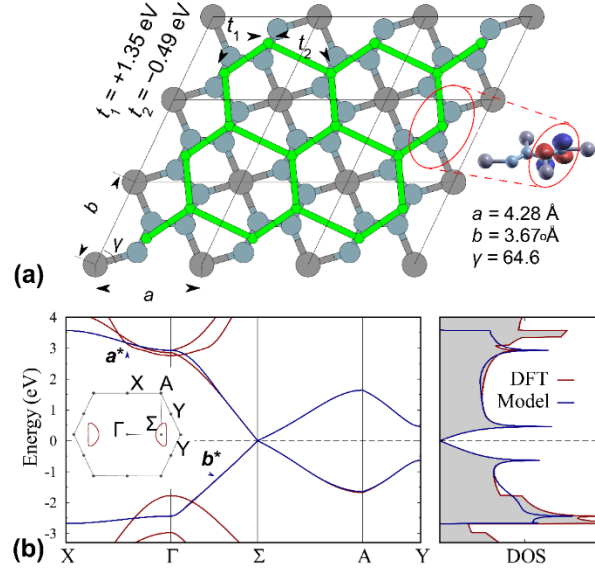 t1 = +1.35 eV
t2 = −0.49 eV
t1
t2
b
γ
a
a = 4.28 Å
b = 3.67oÅ
γ = 64.6
(a)
4
3
2
1
0
-1
-2
-3
Energy (eV)
a*
X A
Y
Γ Σ
Y
b*
DFT
Model
(b)
X Γ Σ A Y
DOS